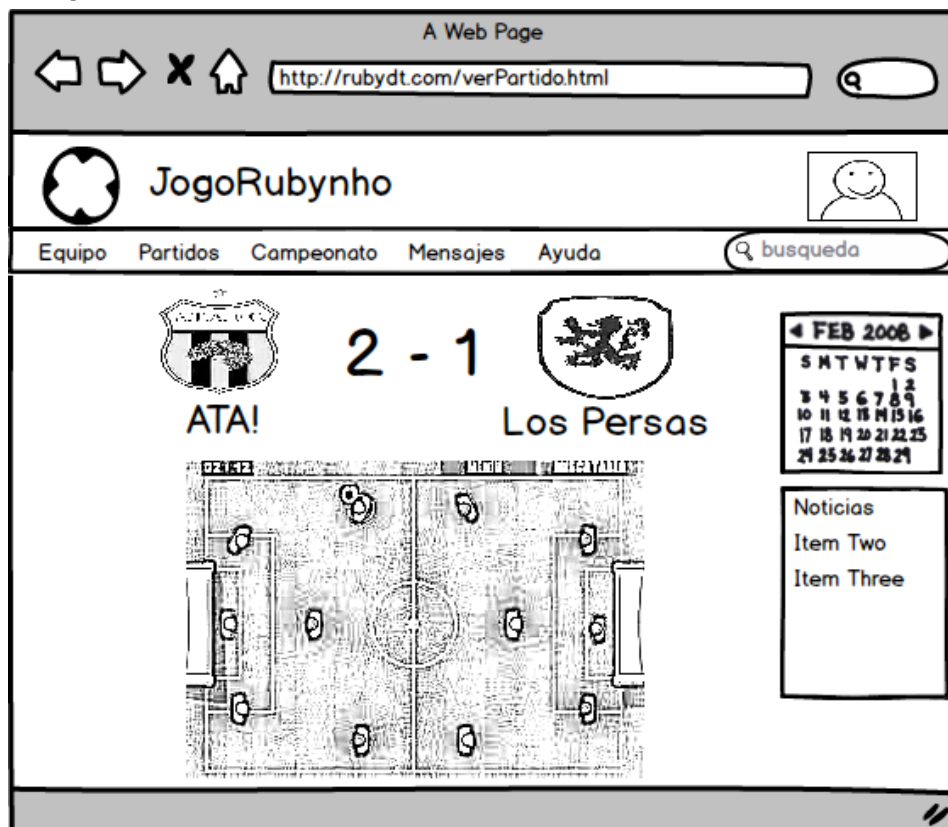 A Web Page
http://rubydt.com/verPartido.html
JogoRubynho
Equipo Partidos Campeonato Mensajes Ayuda busqueda
2 - 1
ATA! Los Persas
FEB 2008
S M T W T F S
1 2
3 4 5 6 7 8 9
10 11 12 13 14 15 16
17 18 19 20 21 22 23
24 25 26 27 28 29
Noticias
Item Two
Item Three